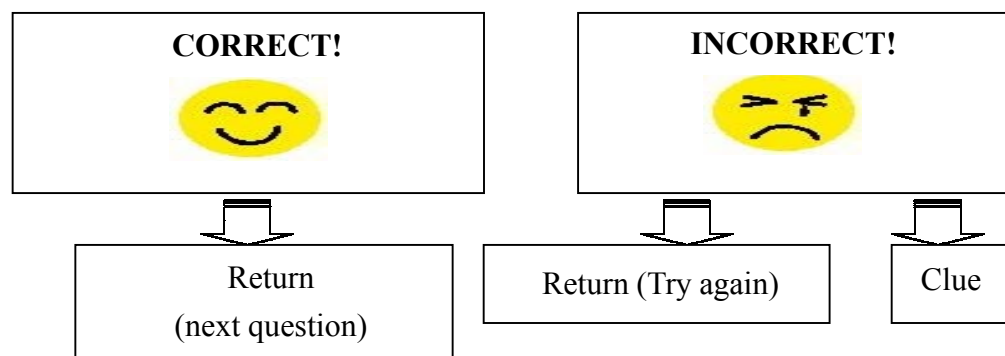 CORRECT!
INCORRECT!
Return
(next question)
Return (Try again)
Clue